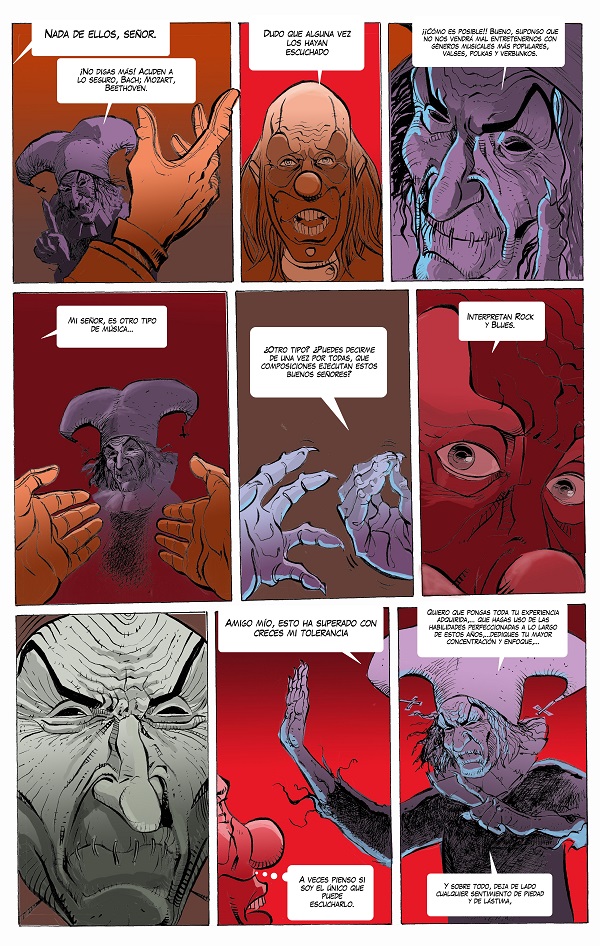 Nada de ellos, señor.
¡No digas más! Acuden a
lo seguro, Bach; Mozart,
Beethoven.
Dudo que alguna vez
los hayan
escuchado
¡¡Cómo es posible!! Bueno, supongo que
no nos vendrá mal entretenernos con
géneros musicales más populares,
valses, polkas y verbunkos.
Mi señor, es otro tipo
de música...
¿Otro tipo? ¿Puedes decirme
de una vez por todas, que
composiciones ejecutan estos
buenos señores?
Interpretan Rock
y Blues.
Amigo mío, esto ha superado con
creces mi tolerancia
A veces pienso si
soy el único que
puede
escucharlo.
Quiero que pongas toda tu experiencia
adquirida,... que hagas uso de las
habilidades perfeccionadas a lo largo
de estos años,...dediques tu mayor
concentración y enfoque,...
Y sobre todo, deja de lado
cualquier sentimiento de piedad
y de lástima,